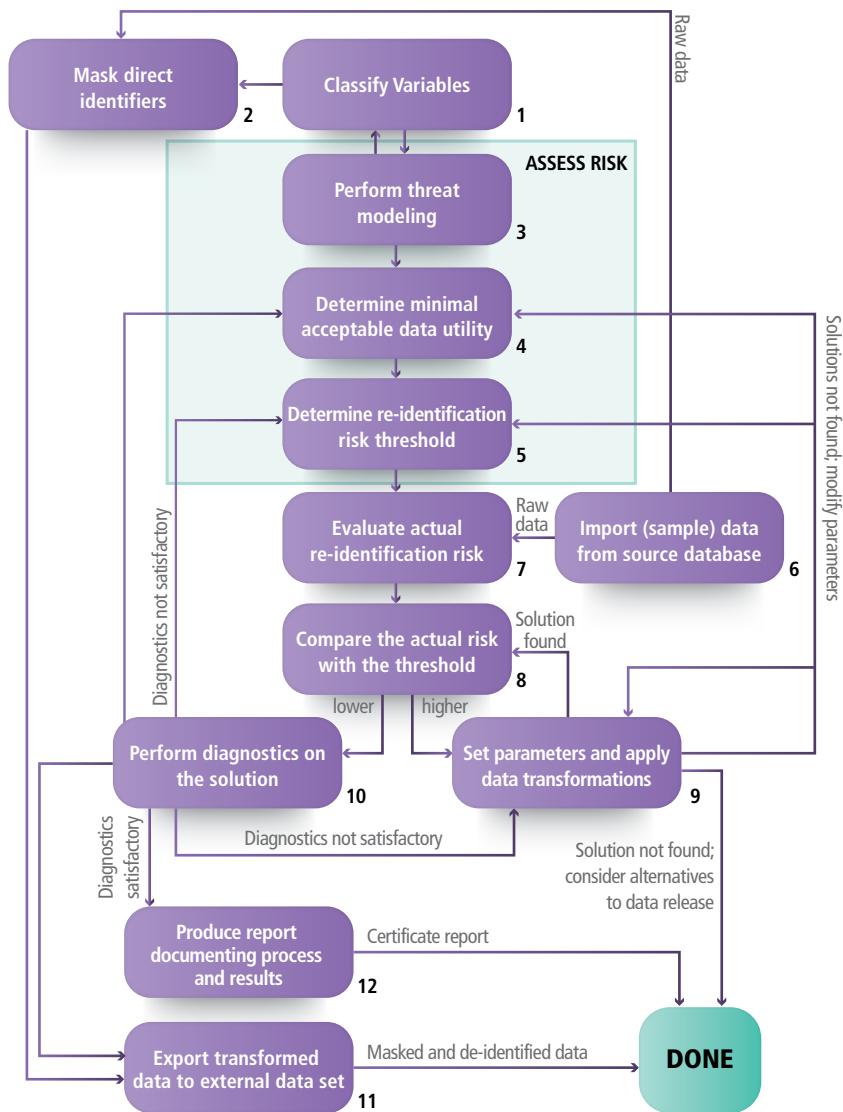 Raw data
Mask direct
identifiers
2
Classify Variables
1
ASSESS RISK
Perform threat
modeling
3
Determine minimal
acceptable data utility
4
Determine re-identification
risk threshold
5
Solutions not found; modify parameters
Diagnostics not satisfactory
Evaluate actual
re-identification risk
7
Raw
data
Import (sample) data
from source database
6
Compare the actual risk
with the threshold
8
Solution
found
lower
higher
Perform diagnostics on
the solution
10
Set parameters and apply
data transformations
9
Diagnostics
satisfactory
Diagnostics not satisfactory
Solution not found;
consider alternatives
to data release
Produce report
documenting process
and results
12
Certificate report
Export transformed
data to external data set
11
Masked and de-identified data
DONE